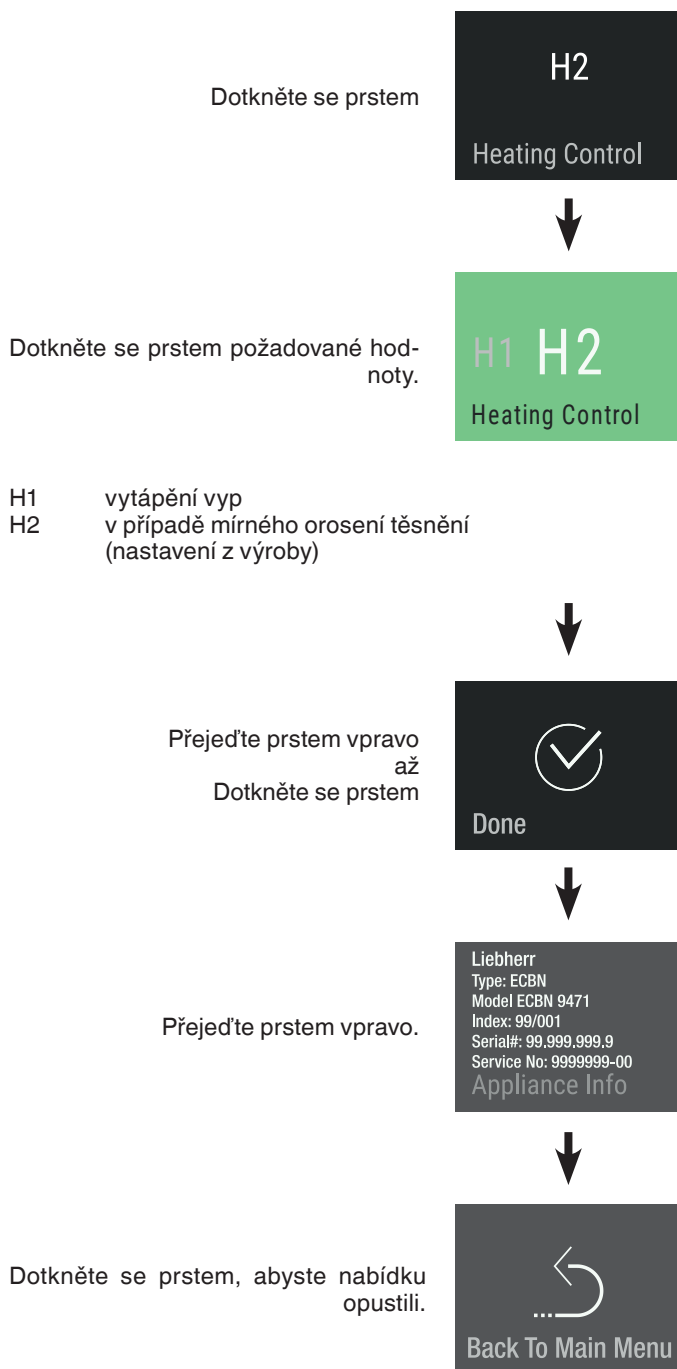 Dotkněte se prstem
H2
Heating Control
Dotkněte se prstem požadované hod-
noty.
H1 H2
Heating Control
H1 vytápění vyp
H2 v případě mírného orosení těsnění
(nastavení z výroby)
Přejeďte prstem vpravo
až
Dotkněte se prstem
Done
Přejeďte prstem vpravo.
Liebherr
Type: ECBN
Model ECBN 9471
Index: 99/001
Serial#: 99.999.999.9
Service No: 9999999-00
Appliance Info
Dotkněte se prstem, abyste nabídku
opustili.
Back To Main Menu